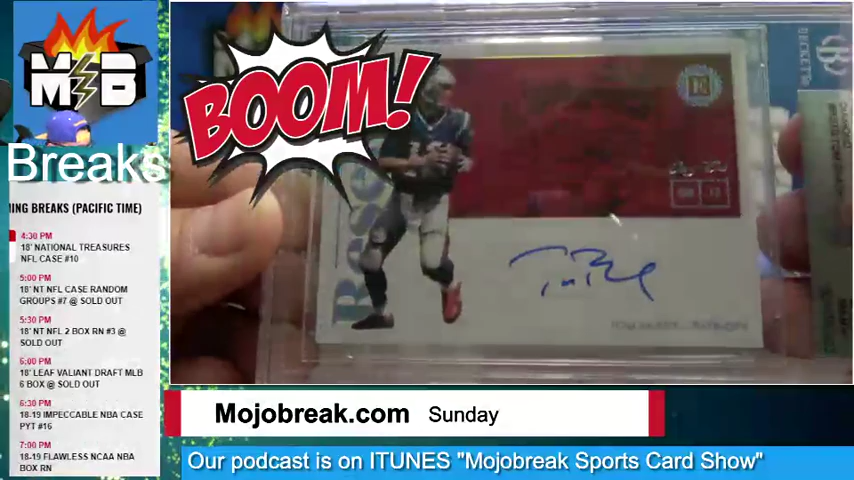 M B
Breaks
BOOM!
BECKETT
ING BREAKS (PACIFIC TIME)
4:30 PM
18' NATIONAL TREASURES
NFL CASE #10
5:00 PM
18' NT NFL CASE RANDOM
GROUPS #7 @ SOLD OUT
5:30 PM
18' NT NFL 2 BOX RN #3 @
SOLD OUT
6:00 PM
18' LEAF VALIANT DRAFT MLB
6 BOX @ SOLD OUT
6:30 PM
18-19 IMPECCABLE NBA CASE
PYT #16
7:00 PM
18-19 FLAWLESS NCAA NBA
BOX RN
Mojobreak.com Sunday
Our podcast is on ITUNES "Mojobreak Sports Card Show"